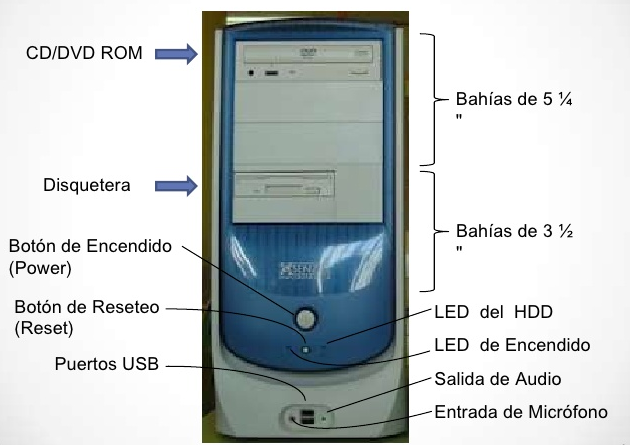 CD/DVD ROM
Bahías de 5 ¼
"
Disquetera
Bahías de 3 ½
"
Botón de Encendido
(Power)
Botón de Reseteo
(Reset)
LED del HDD
LED de Encendido
Puertos USB
Salida de Audio
Entrada de Micrófono